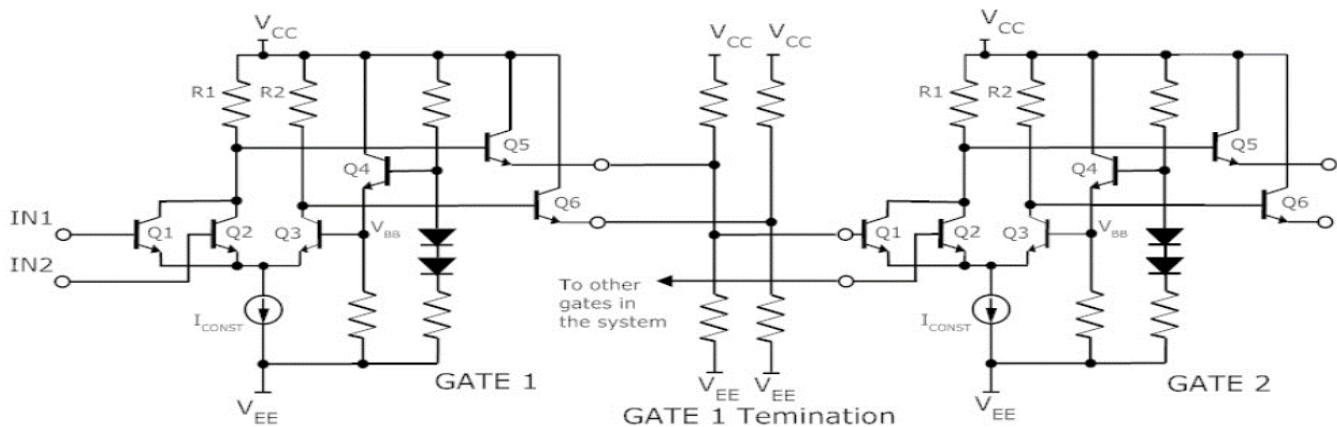 VCC
R1
R2
Q5
Q4
Q6
IN1
Q1
Q2
Q3
VBB
IN2
ICONST
GATE 1
VEE
VCC
VCC
To other
gates in
the system
VEE
VEE
GATE 1 Temination
VCC
R1
R2
Q5
Q4
Q6
Q1
Q2
Q3
VBB
ICONST
GATE 2
VEE